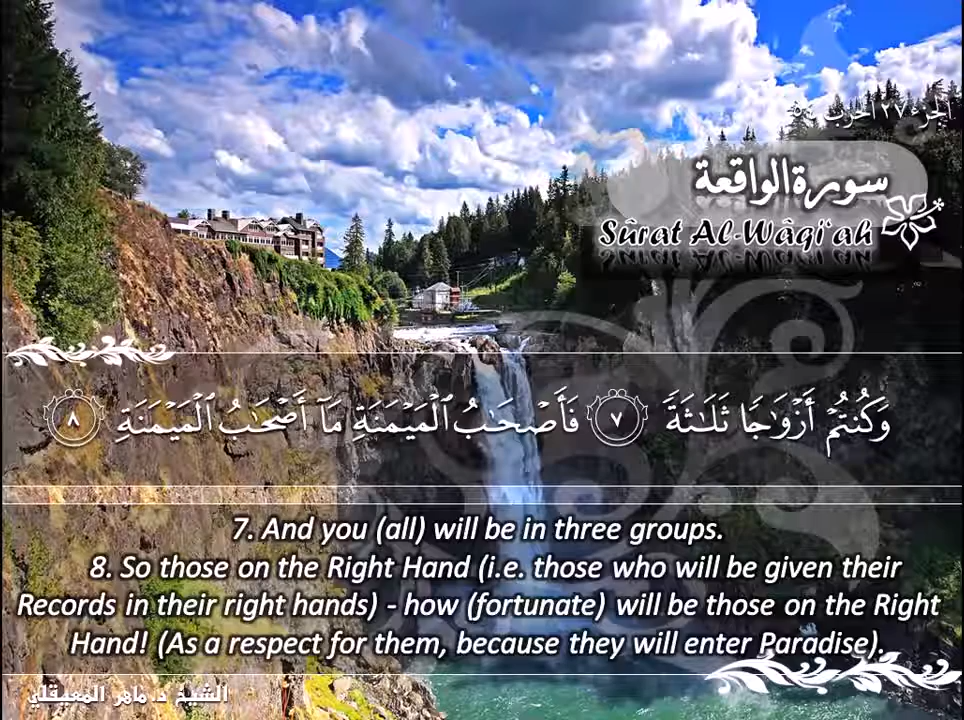 الجزء ٢٧ الحزب
سورة الواقعة
Sûrat Al-Wâqi'ah
وَكُنتُمْ أَزْوَٰجًا ثَلَـٰثَةً ٧ فَأَصْحَـٰبُ ٱلْمَيْمَنَةِ مَآ أَصْحَـٰبُ ٱلْمَيْمَنَةِ ٨
7. And you (all) will be in three groups.
8. So those on the Right Hand (i.e. those who will be given their
Records in their right hands) - how (fortunate) will be those on the Right
Hand! (As a respect for them, because they will enter Paradise).
الشيخ د. ماهر المعيقلي